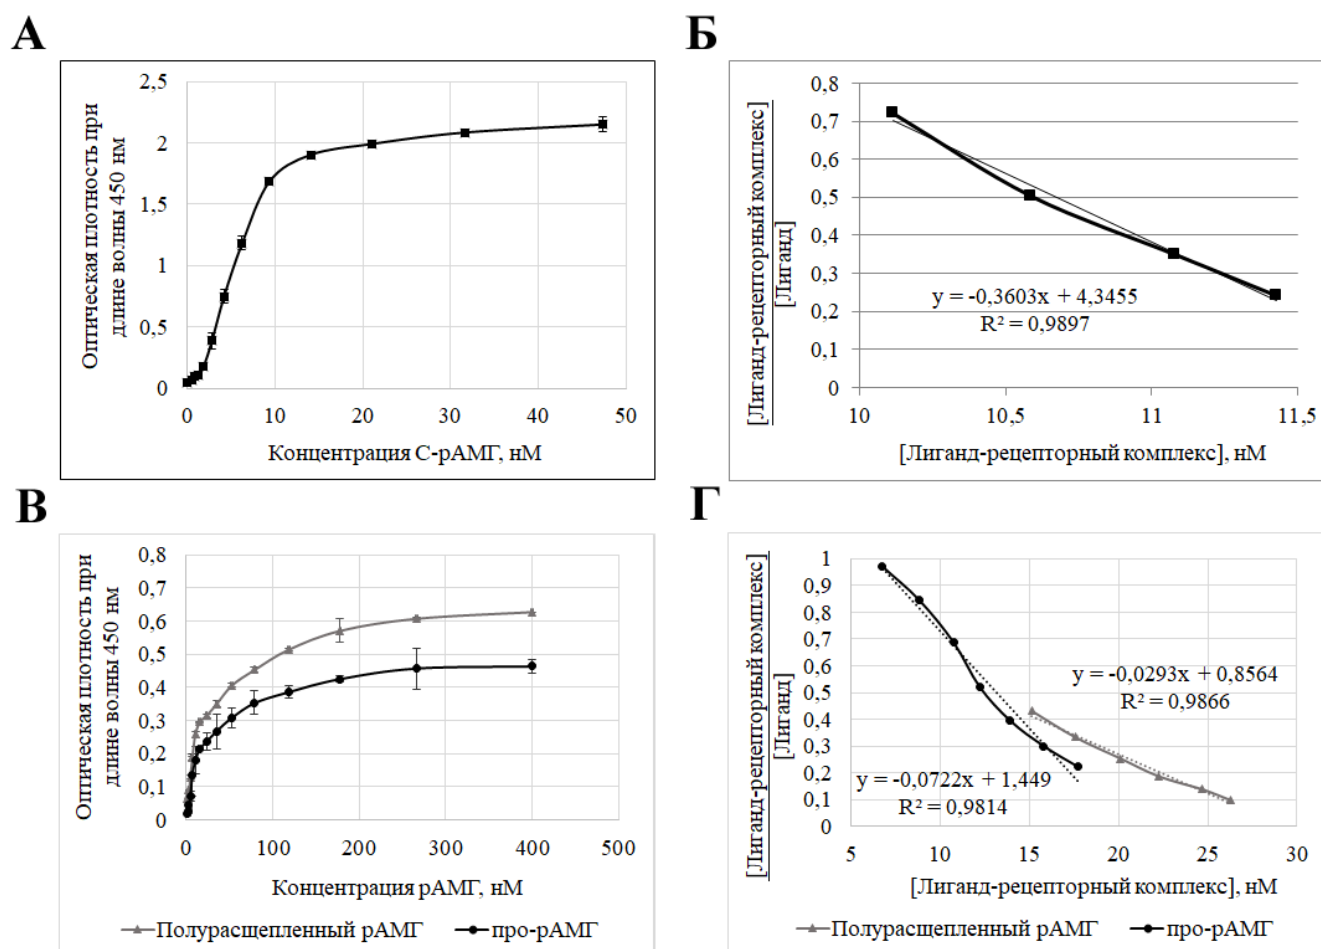 А
Оптическая плотность при
длине волны 450 нм
2,5
2
1,5
1
0,5
0
0 10 20 30 40 50
Концентрация С-рАМГ, нМ
Б
[Лиганд-рецепторный комплекс]
[Лиганд]
0,8
0,7
0,6
0,5
0,4
0,3
0,2
0,1
0
y = -0,3603x + 4,3455
R² = 0,9897
10 10,5 11 11,5
[Лиганд-рецепторный комплекс], нМ
В
Оптическая плотность при
длине волны 450 нм
0,8
0,7
0,6
0,5
0,4
0,3
0,2
0,1
0
0 100 200 300 400 500
Концентрация рАМГ, нМ
Полурасщепленный рАМГ про-рАМГ
Г
[Лиганд-рецепторный комплекс]
[Лиганд]
1
0,9
0,8
0,7
0,6
0,5
0,4
0,3
0,2
0,1
0
y = -0,0293x + 0,8564
R² = 0,9866
y = -0,0722x + 1,449
R² = 0,9814
5 10 15 20 25 30
[Лиганд-рецепторный комплекс], нМ
Полурасщепленный рАМГ про-рАМГ